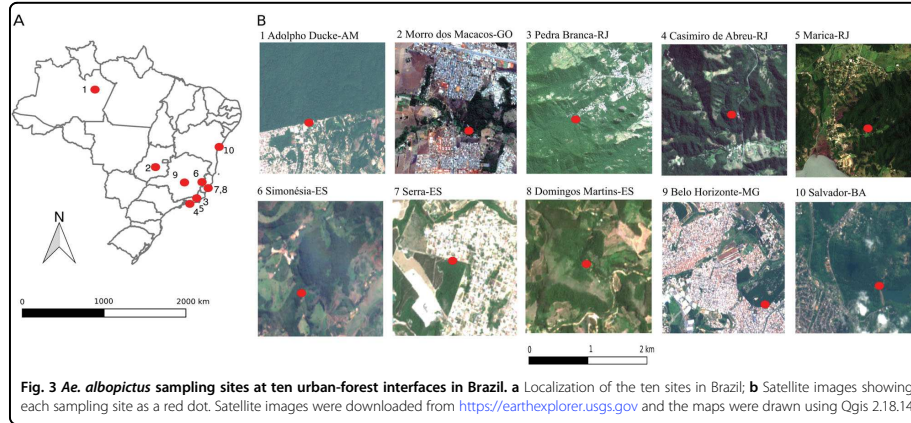 A
B
1 Adolpho Ducke-AM
2 Morro dos Macacos-GO
3 Pedra Branca-RJ
4 Casimiro de Abreu-RJ
5 Marica-RJ
1
10
2
9
6
7,8
3
5
4
N
0 1000 2000 km
6 Simonésia-ES
7 Serra-ES
8 Domingos Martins-ES
9 Belo Horizonte-MG
10 Salvador-BA
0 1 2 km
Fig. 3 Ae. albopictus sampling sites at ten urban-forest interfaces in Brazil. a Localization of the ten sites in Brazil; b Satellite images showing
each sampling site as a red dot. Satellite images were downloaded from https://earthexplorer.usgs.gov and the maps were drawn using Qgis 2.18.14